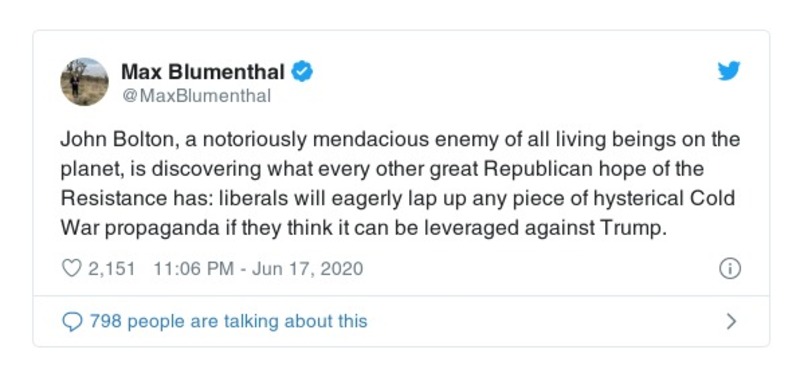 Max Blumenthal
@MaxBlumenthal
John Bolton, a notoriously mendacious enemy of all living beings on the
planet, is discovering what every other great Republican hope of the
Resistance has: liberals will eagerly lap up any piece of hysterical Cold
War propaganda if they think it can be leveraged against Trump.
2,151 11:06 PM - Jun 17, 2020
798 people are talking about this